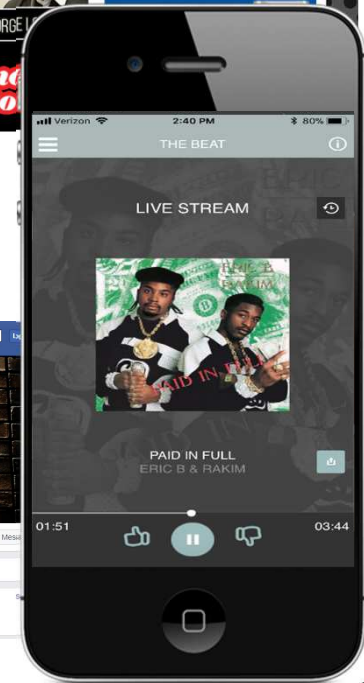 Verizon
2:40 PM
80%
THE BEAT
LIVE STREAM
ERIC B
RAKIM
PAID IN FULL
PAID IN FULL
ERIC B & RAKIM
01:51
03:44